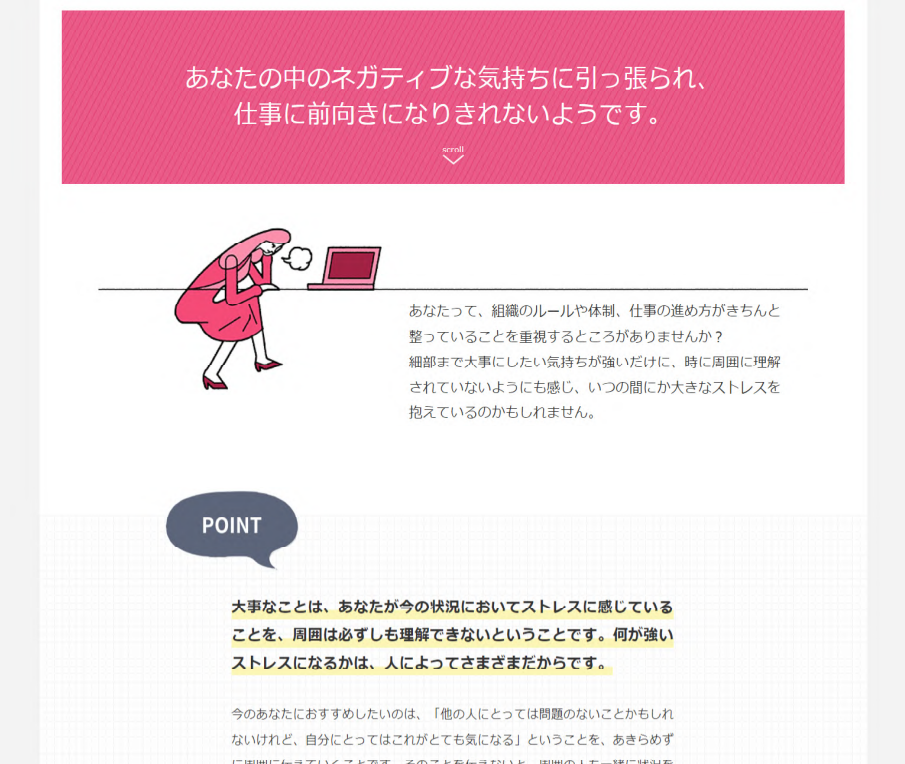 あなたの中のネガティブな気持ちに引っ張られ、
仕事に前向きになりきれないようです。
scroll
あなたって、組織のルールや体制、仕事の進め方がきちんと
整っていることを重視するところがありませんか？
細部まで大事にしたい気持ちが強いだけに、時に周囲に理解
されていないようにも感じ、いつの間にか大きなストレスを
抱えているのかもしれません。
POINT
大事なことは、あなたが今の状況においてストレスに感じている
ことを、周囲は必ずしも理解できないということです。何が強い
ストレスになるかは、人によってさまざまだからです。
今のあなたにおすすめしたいのは、「他の人にとっては問題のないことかもしれ
ないけれど、自分にとってはこれがとても気になる」ということを、あきらめず